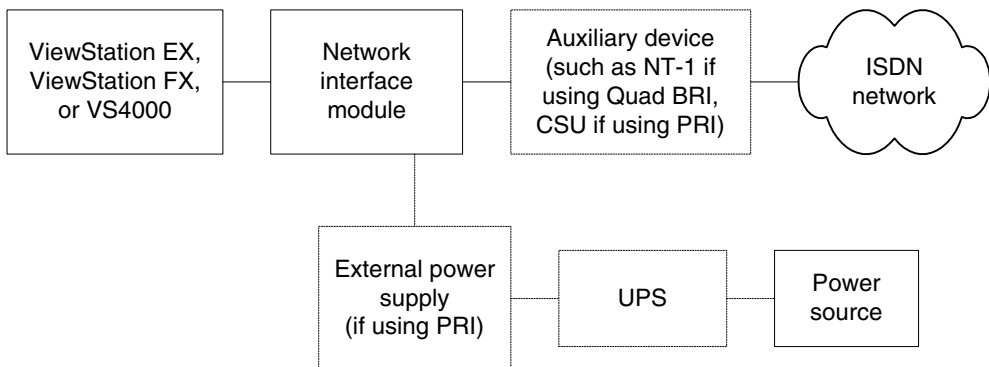 ViewStation EX,
ViewStation FX,
or VS4000
Network
interface
module
Auxiliary device
(such as NT-1 if
using Quad BRI,
CSU if using PRI)
ISDN
network
External power
supply
(if using PRI)
UPS
Power
source